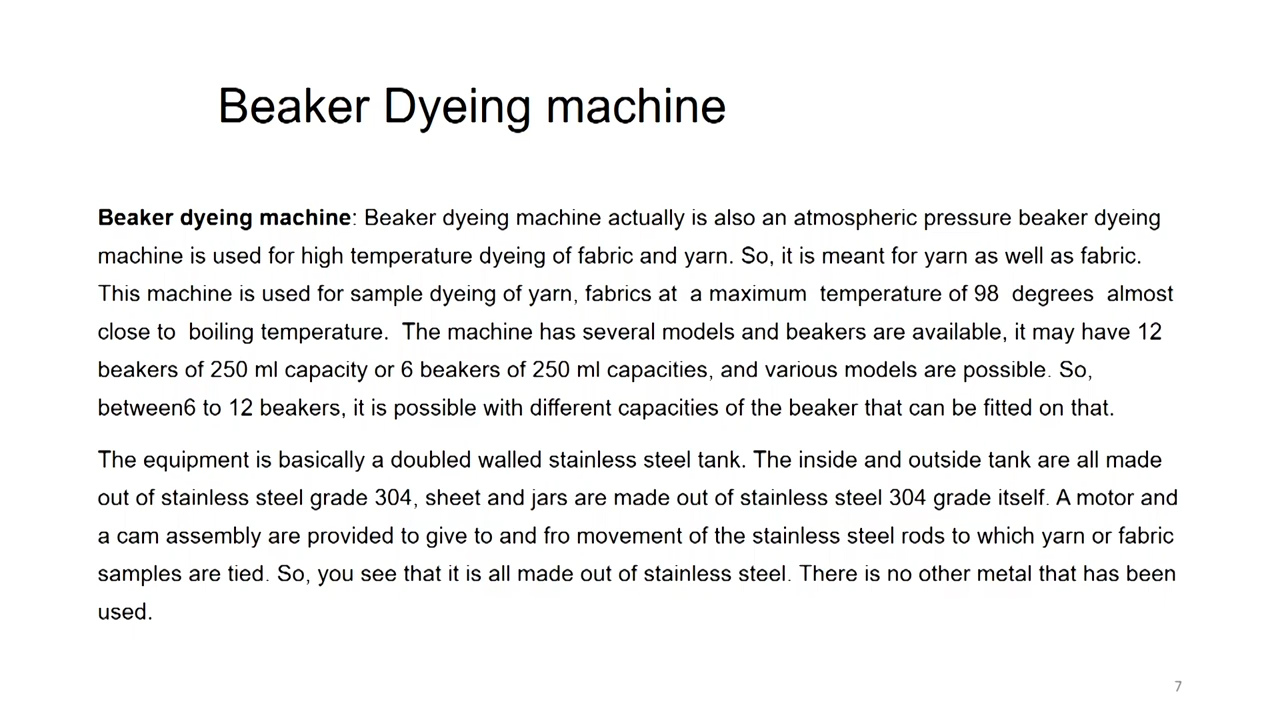 Beaker Dyeing machine
Beaker dyeing machine: Beaker dyeing machine actually is also an atmospheric pressure beaker dyeing
machine is used for high temperature dyeing of fabric and yarn. So, it is meant for yarn as well as fabric.
This machine is used for sample dyeing of yarn, fabrics at a maximum temperature of 98 degrees almost
close to boiling temperature. The machine has several models and beakers are available, it may have 12
beakers of 250 ml capacity or 6 beakers of 250 ml capacities, and various models are possible. So,
between6 to 12 beakers, it is possible with different capacities of the beaker that can be fitted on that.
The equipment is basically a doubled walled stainless steel tank. The inside and outside tank are all made
out of stainless steel grade 304, sheet and jars are made out of stainless steel 304 grade itself. A motor and
a cam assembly are provided to give to and fro movement of the stainless steel rods to which yarn or fabric
samples are tied. So, you see that it is all made out of stainless steel. There is no other metal that has been
used.
7